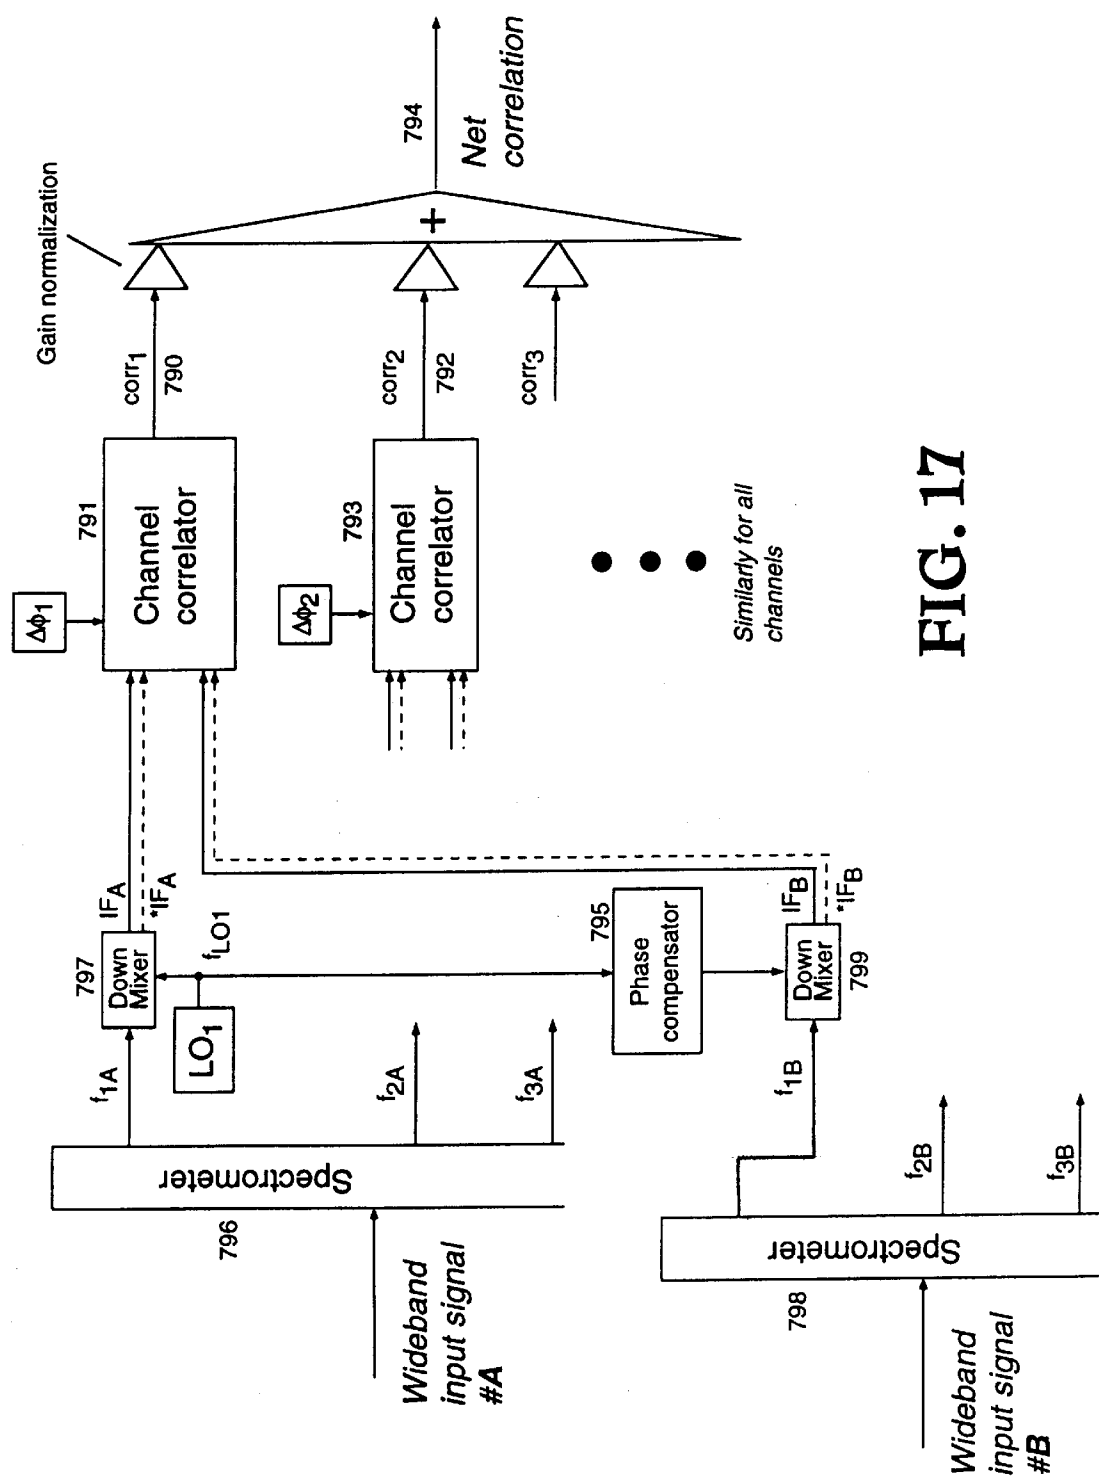 Wideband
input signal
#A
796
Spectrometer
f1A
f2A
f3A
797
Down
Mixer
LO1
fLO1
IFA
*IFA
Δϕ1
791
Channel
correlator
corr1
790
Gain normalization
Δϕ2
793
Channel
correlator
corr2
792
corr3
+
794
Net
correlation
Similarly for all
channels
795
Phase
compensator
Wideband
input signal
#B
798
Spectrometer
f1B
f2B
f3B
Down
Mixer
799
IFB
*IFB
FIG. 17